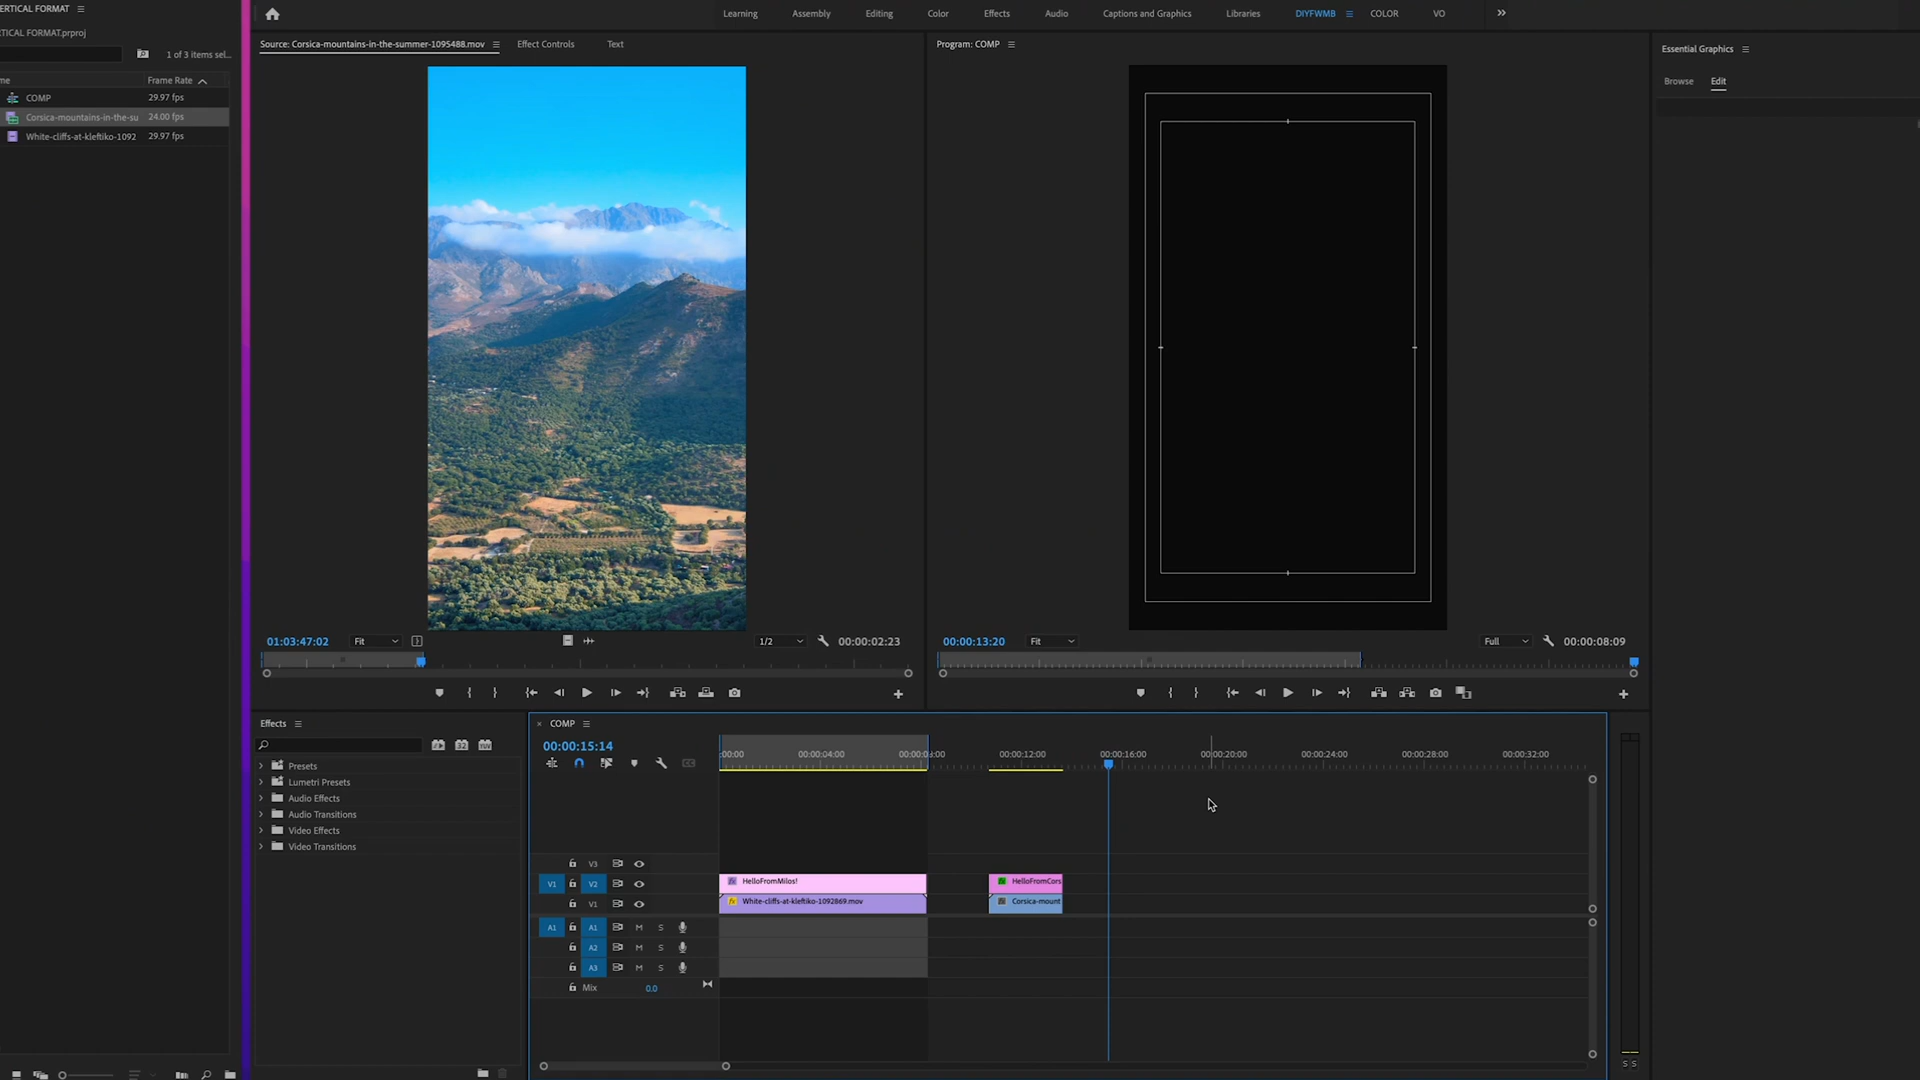 ERTICAL FORMAT
Learning
Assembly
Editing
Color
Effects
Audio
Captions and Graphics
Libraries
DIYFWMB
COLOR
VO
RTICAL FORMAT.prproj
1 of 3 items sel...
me
Frame Rate
COMP
29.97 fps
Corsica-mountains-in-the-su
24.00 fps
White-cliffs-at-kleftiko-1092
29.97 fps
Source: Corsica-mountains-in-the-summer-1095488.mov
Effect Controls
Text
Program: COMP
Essential Graphics
Browse
Edit
01:03:47:02
Fit
1/2
00:00:02:23
00:00:13:20
Fit
Full
00:00:08:09
Effects
Presets
Lumetri Presets
Audio Effects
Audio Transitions
Video Effects
Video Transitions
COMP
00:00:15:14
:00:00
00:00:04:00
00:00:12:00
00:00:16:00
00:00:20:00
00:00:24:00
00:00:28:00
00:00:32:00
V3
V1
V2
HelloFromMilos!
HelloFromCors
V1
White-cliffs-at-kleftiko-1092869.mov
Corsica-mount
A1
A1
M
S
A2
M
S
A3
M
S
Mix
0.0
S S